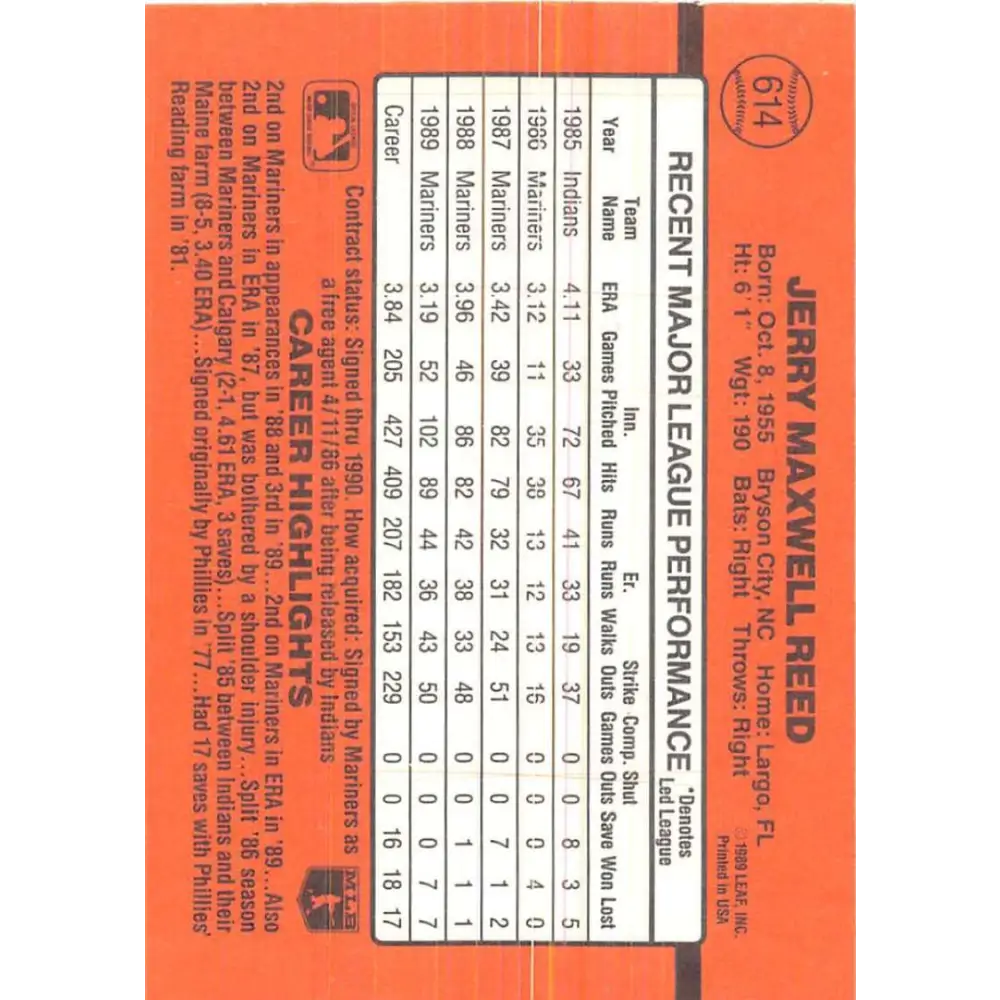 614
JERRY MAXWELL REED
Born: Oct. 8, 1955 Bryson City, NC Home: Largo, FL
Ht: 6' 1" Wgt: 190 Bats: Right Throws: Right
© 1989 LEAF, INC.
Printed in USA
RECENT MAJOR LEAGUE PERFORMANCE *Denotes Led League
Year Team Name ERA Games Inn. Pitched Hits Runs Er. Runs Walks Strike Outs Comp. Games Shut Outs Save Won Lost
1985 Indians 4.11 33 72 67 41 33 19 37 0 0 8 3 5
1986 Mariners 3.12 11 35 38 13 12 13 16 0 0 0 4 0
1987 Mariners 3.42 39 82 79 32 31 24 51 0 0 7 1 2
1988 Mariners 3.96 46 86 82 42 38 33 48 0 0 1 1 1
1989 Mariners 3.19 52 102 89 44 36 43 50 0 0 0 7 7
Career 3.84 205 427 409 207 182 153 229 0 0 16 18 17
Contract status: Signed thru 1990. How acquired: Signed by Mariners as
a free agent 4/11/86 after being released by Indians
MLB
CAREER HIGHLIGHTS
2nd on Mariners in appearances in '88 and 3rd in '89...2nd on Mariners in ERA in '89...Also
2nd on Mariners in ERA in '87, but was bothered by a shoulder injury...Split '86 season
between Mariners and Calgary (2-1, 4.61 ERA, 3 saves)...Split '85 between Indians and their
Maine farm (8-5, 3.40 ERA)...Signed originally by Phillies in '77...Had 17 saves with Phillies'
Reading farm in '81.